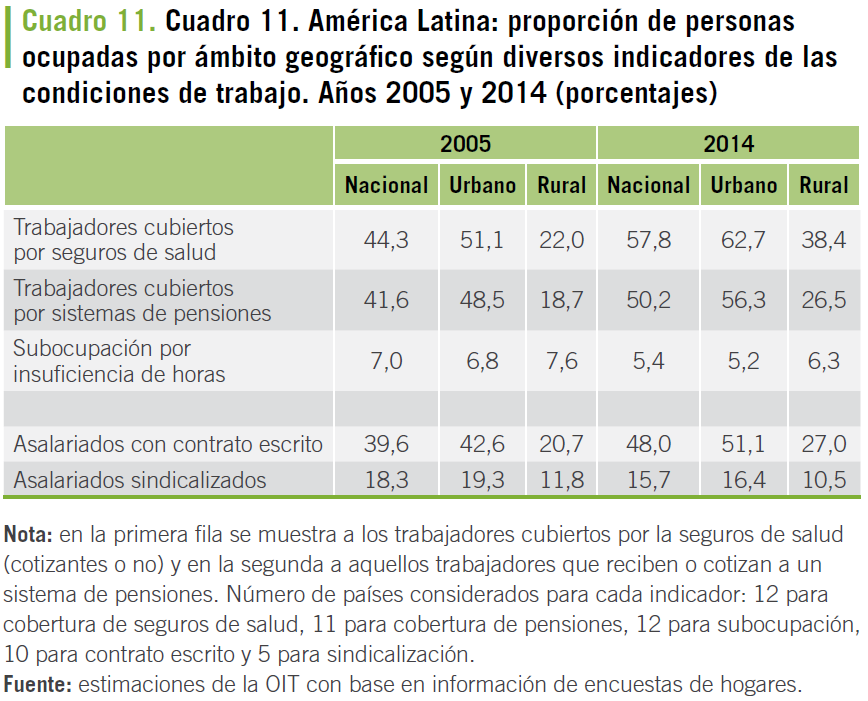 Cuadro 11. Cuadro 11. América Latina: proporción de personas
ocupadas por ámbito geográfico según diversos indicadores de las
condiciones de trabajo. Años 2005 y 2014 (porcentajes)
2005 2014
Nacional Urbano Rural Nacional Urbano Rural
Trabajadores cubiertos
por seguros de salud 44,3 51,1 22,0 57,8 62,7 38,4
Trabajadores cubiertos
por sistemas de pensiones 41,6 48,5 18,7 50,2 56,3 26,5
Subocupación por
insuficiencia de horas 7,0 6,8 7,6 5,4 5,2 6,3
Asalariados con contrato escrito 39,6 42,6 20,7 48,0 51,1 27,0
Asalariados sindicalizados 18,3 19,3 11,8 15,7 16,4 10,5
Nota: en la primera fila se muestra a los trabajadores cubiertos por la seguros de salud
(cotizantes o no) y en la segunda a aquellos trabajadores que reciben o cotizan a un
sistema de pensiones. Número de países considerados para cada indicador: 12 para
cobertura de seguros de salud, 11 para cobertura de pensiones, 12 para subocupación,
10 para contrato escrito y 5 para sindicalización.
Fuente: estimaciones de la OIT con base en información de encuestas de hogares.